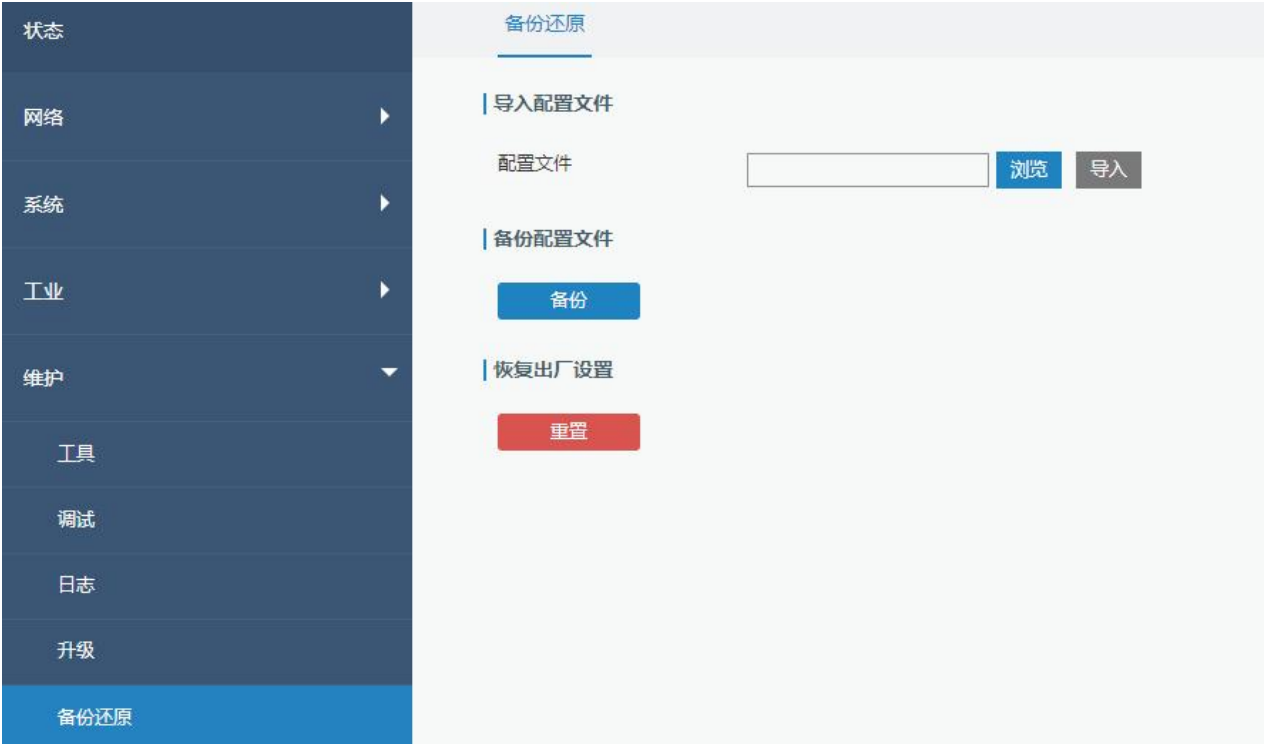 状态
网络
系统
工业
维护
工具
调试
日志
升级
备份还原
备份还原
导入配置文件
配置文件 浏览 导入
备份配置文件
备份
恢复出厂设置
重置